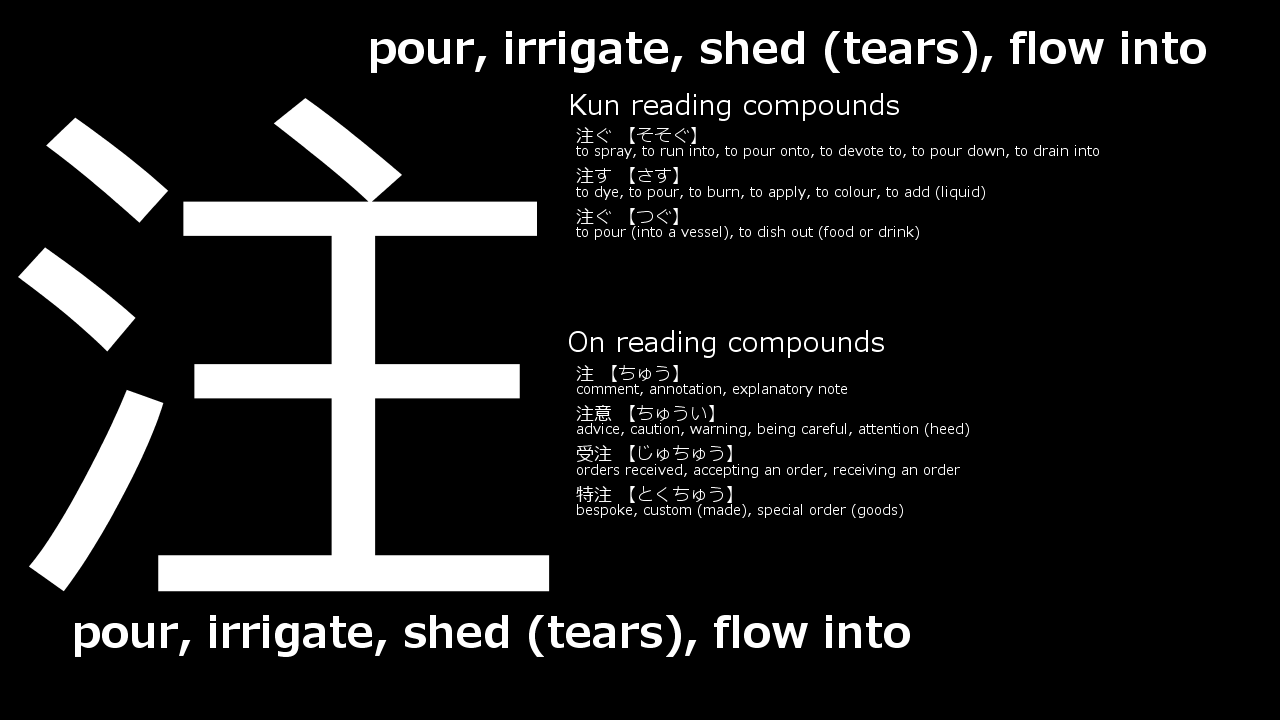 pour, irrigate, shed (tears), flow into
注
Kun reading compounds
注ぐ 【そそぐ】
to spray, to run into, to pour onto, to devote to, to pour down, to drain into
注す 【さす】
to dye, to pour, to burn, to apply, to colour, to add (liquid)
注ぐ 【つぐ】
to pour (into a vessel), to dish out (food or drink)
On reading compounds
注 【ちゅう】
comment, annotation, explanatory note
注意 【ちゅうい】
advice, caution, warning, being careful, attention (heed)
受注 【じゅちゅう】
orders received, accepting an order, receiving an order
特注 【とくちゅう】
bespoke, custom (made), special order (goods)
pour, irrigate, shed (tears), flow into